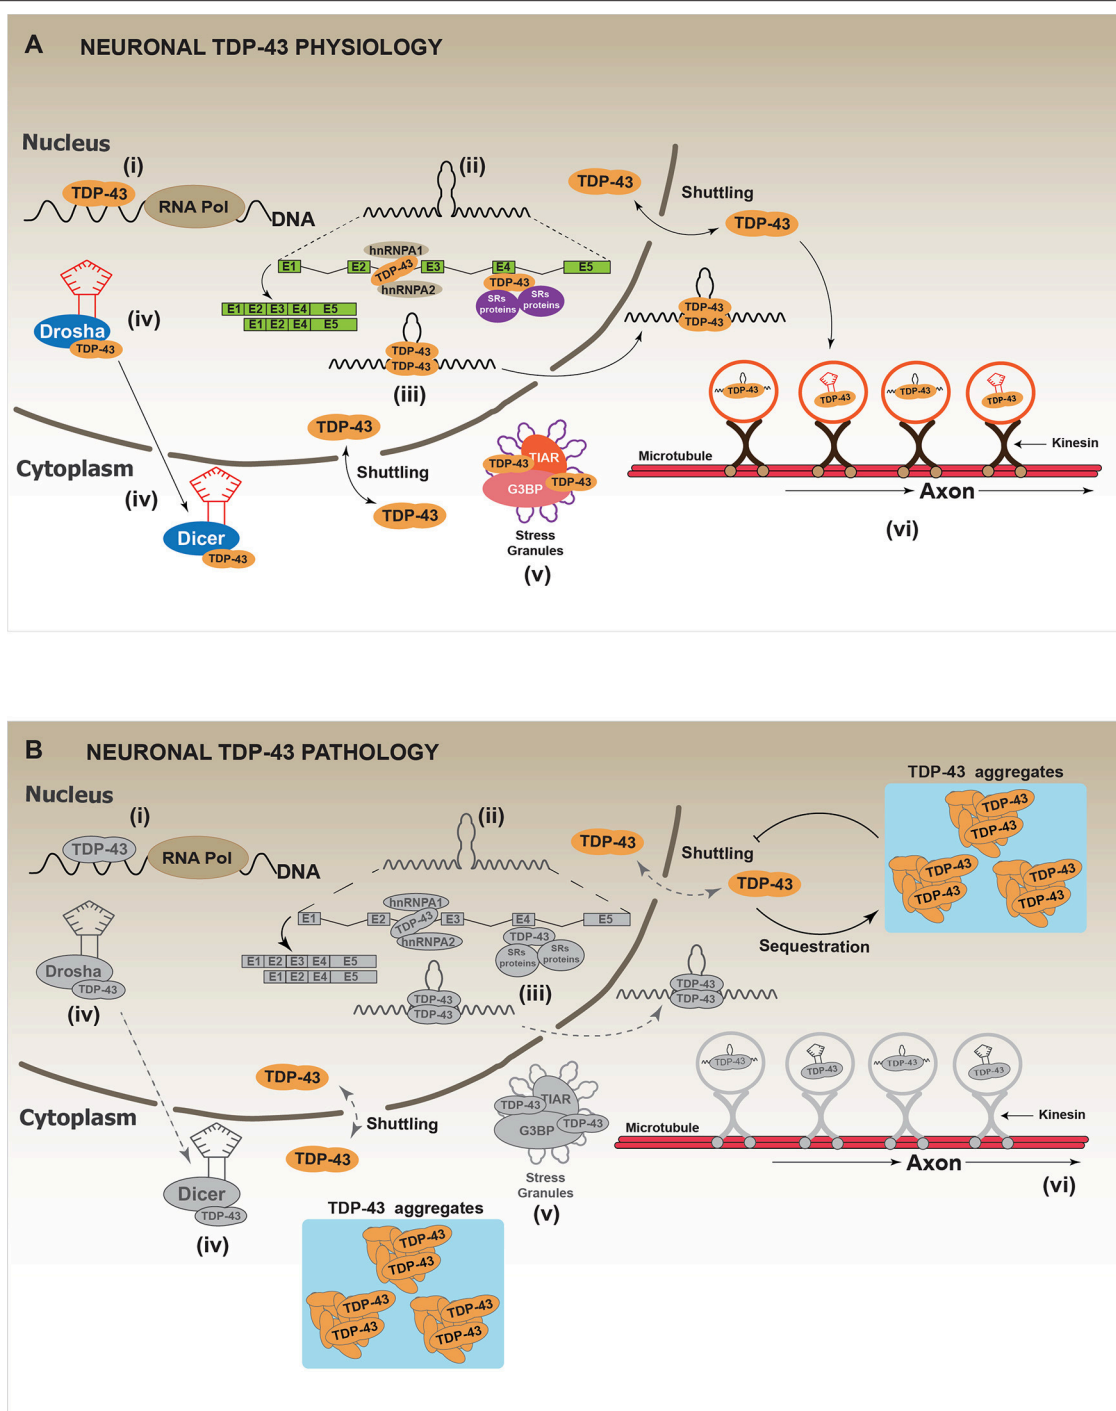 A NEURONAL TDP-43 PHYSIOLOGY
Nucleus
(i)
TDP-43
RNA Pol
DNA
(ii)
hnRNPA1
E1 E2 TDP-43 E3 E4 E5
hnRNPA2
TDP-43
SRs proteins
SRs proteins
E1 E2 E3 E4 E5
E1 E2 E4 E5
TDP-43
Shuttling
TDP-43
Drosha
TDP-43
(iv)
TDP-43
TDP-43
(iii)
TDP-43
TDP-43
Cytoplasm
(iv)
Dicer
TDP-43
TDP-43
Shuttling
TDP-43
TIAR
TDP-43
TDP-43
G3BP
Stress
Granules
(v)
TDP-43
TDP-43
TDP-43
TDP-43
Kinesin
Microtubule
Axon
(vi)
B NEURONAL TDP-43 PATHOLOGY
Nucleus
(i)
TDP-43
RNA Pol
DNA
(ii)
hnRNPA1
E1 E2 TDP-43 E3 E4 E5
hnRNPA2
TDP-43
SRs proteins
SRs proteins
E1 E2 E3 E4 E5
E1 E2 E4 E5
TDP-43
Shuttling
TDP-43
Sequestration
TDP-43 aggregates
TDP-43
TDP-43
TDP-43
TDP-43
TDP-43
TDP-43
Drosha
TDP-43
(iv)
TDP-43
TDP-43
(iii)
TDP-43
TDP-43
Cytoplasm
Dicer
TDP-43
(iv)
TDP-43
Shuttling
TDP-43
TIAR
TDP-43
TDP-43
G3BP
Stress
Granules
(v)
TDP-43
TDP-43
TDP-43
TDP-43
Kinesin
Microtubule
Axon
(vi)
TDP-43 aggregates
TDP-43
TDP-43
TDP-43
TDP-43
TDP-43
TDP-43